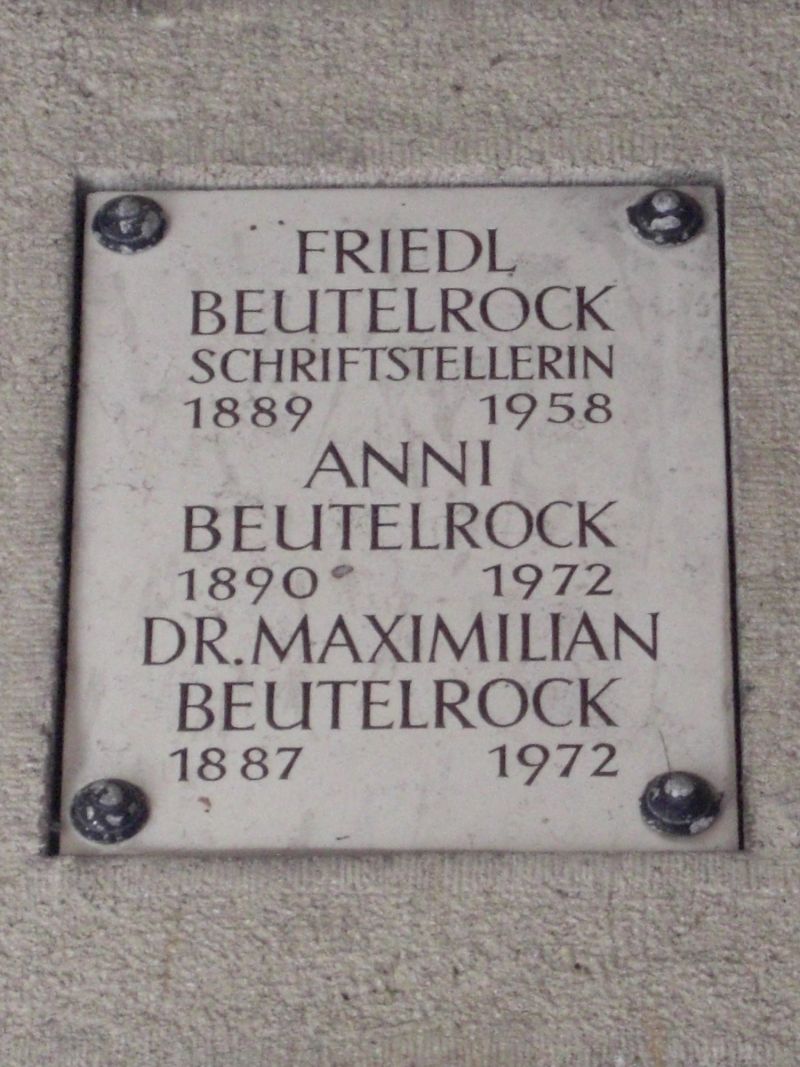 FRIEDL
BEUTELROCK
SCHRIFTSTELLERIN
1889 1958
ANNI
BEUTELROCK
1890 1972
DR. MAXIMILIAN
BEUTELROCK
1887 1972